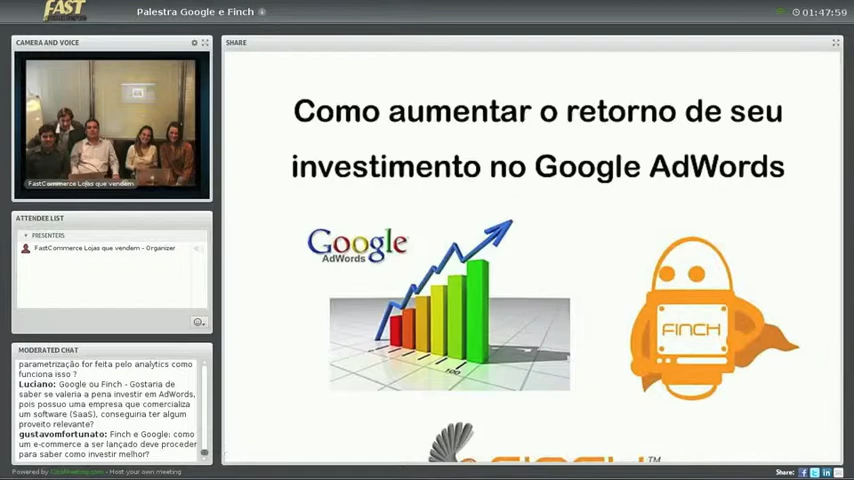 FAST
Palestra Google e Finch
01:47:59
CAMERA AND VOICE
FastCommerce Lojas que vendem
SHARE
Como aumentar o retorno de seu
investimento no Google AdWords
Google
AdWords
100
FINCH
TM
ATTENDEE LIST
PRESENTERS
FastCommerce Lojas que vendem - Organizer
MODERATED CHAT
parametrização for feita pelo analytics como
funciona isso ?
Luciano: Google ou Finch - Gostaria de
saber se valeria a pena investir em AdWords,
pois possuo uma empresa que comercializa
um software (SaaS), conseguiria ter algum
proveito relevante?
gustavomfortunato: Finch e Google: como
um e-commerce a ser lançado deve proceder
para saber como investir melhor?
Powered by ClickMeeting.com - Host your own meeting
Share: